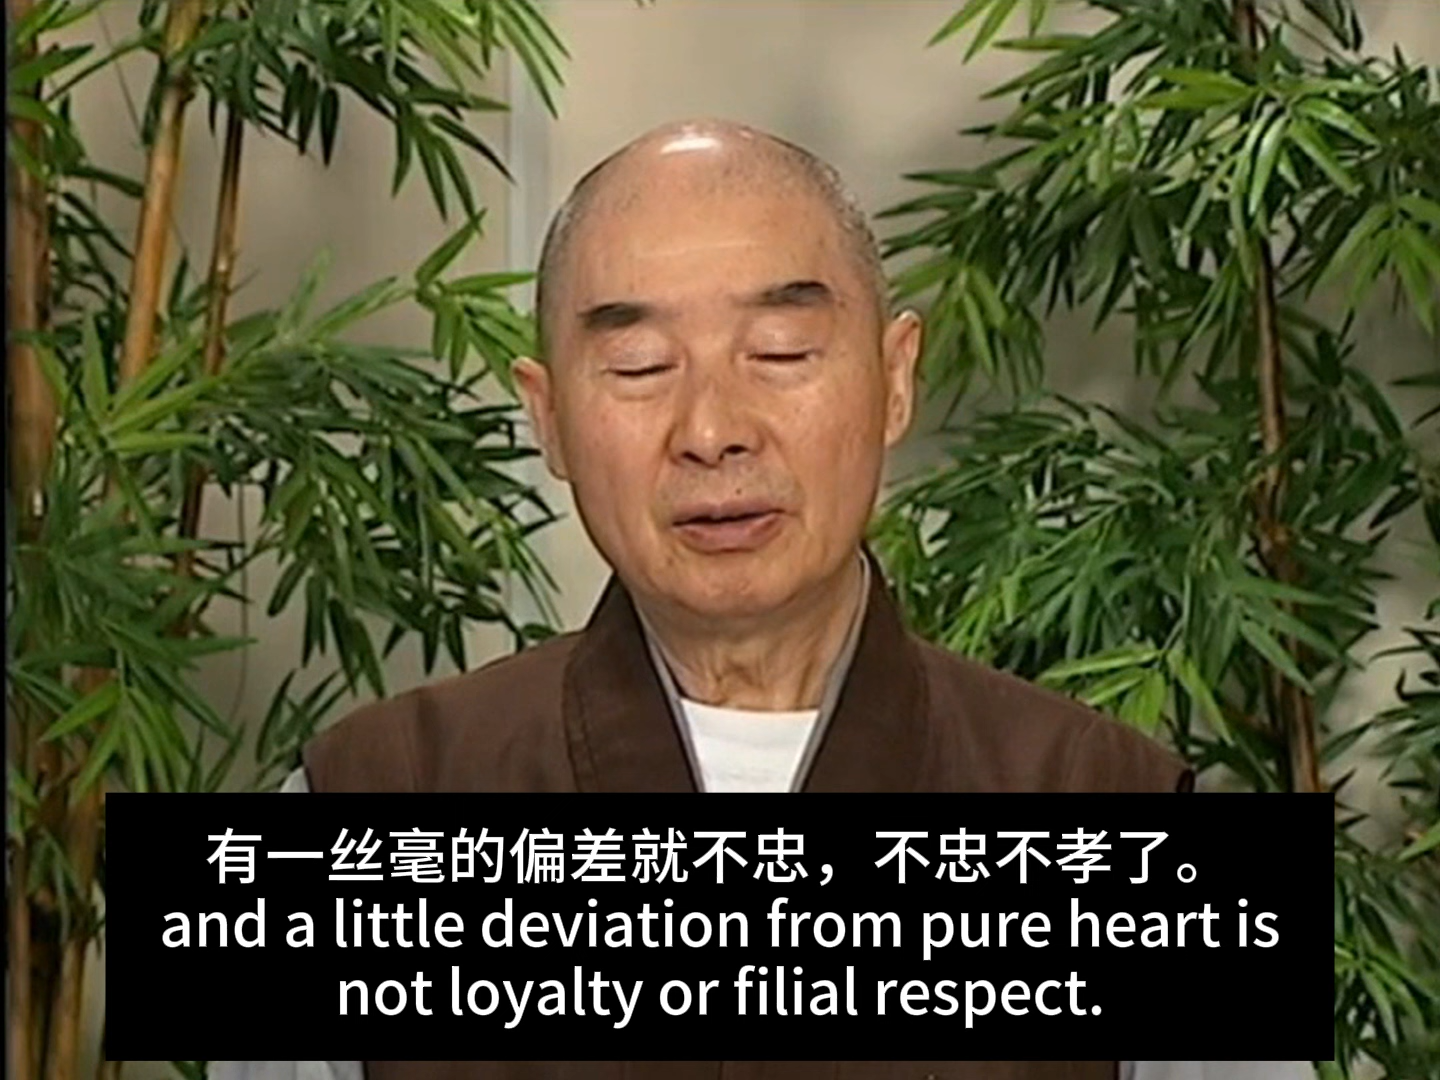 有一丝毫的偏差就不忠，不忠不孝了。
and a little deviation from pure heart is
not loyalty or filial respect.